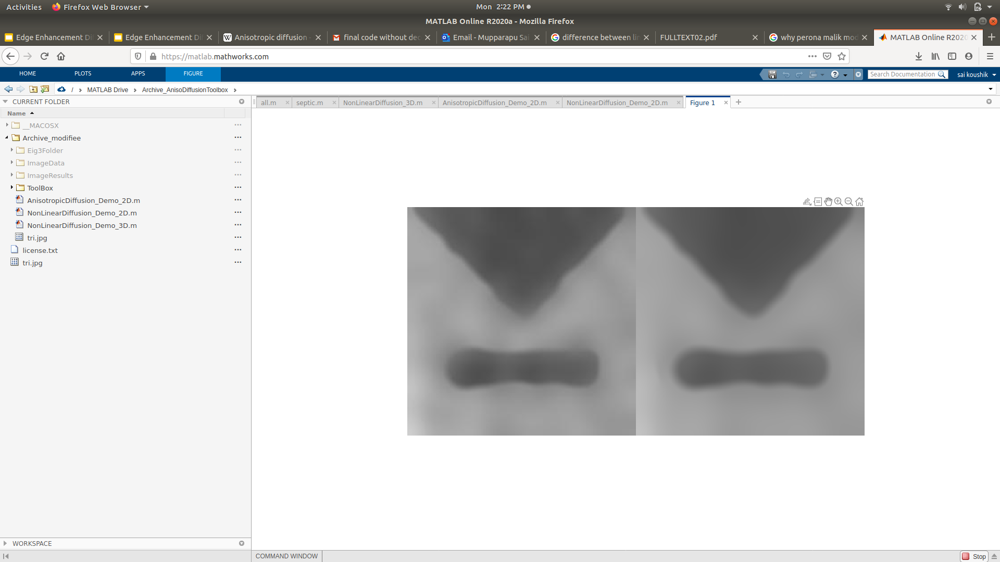 Activities Firefox Web Browser Mon 2:22 PM
MATLAB Online R2020a - Mozilla Firefox
Edge Enhancement Di Edge Enhancement Di Anisotropic diffusion - final code without dec Email - Mupparapu Sai difference between lin FULLTEXT02.pdf why perona malik mod MATLAB Online R2020
https://matlab.mathworks.com
HOME PLOTS APPS FIGURE Search Documentation sai koushik
/ MATLAB Drive Archive_AnisoDiffusionToolbox
CURRENT FOLDER all.m septic.m NonLinearDiffusion_3D.m AnisotropicDiffusion_Demo_2D.m NonLinearDiffusion_Demo_2D.m Figure 1
Name
__MACOSX
Archive_modifiee
Eig3Folder
ImageData
ImageResults
ToolBox
AnisotropicDiffusion_Demo_2D.m
NonLinearDiffusion_Demo_2D.m
NonLinearDiffusion_Demo_3D.m
tri.jpg
license.txt
tri.jpg
WORKSPACE
COMMAND WINDOW Stop